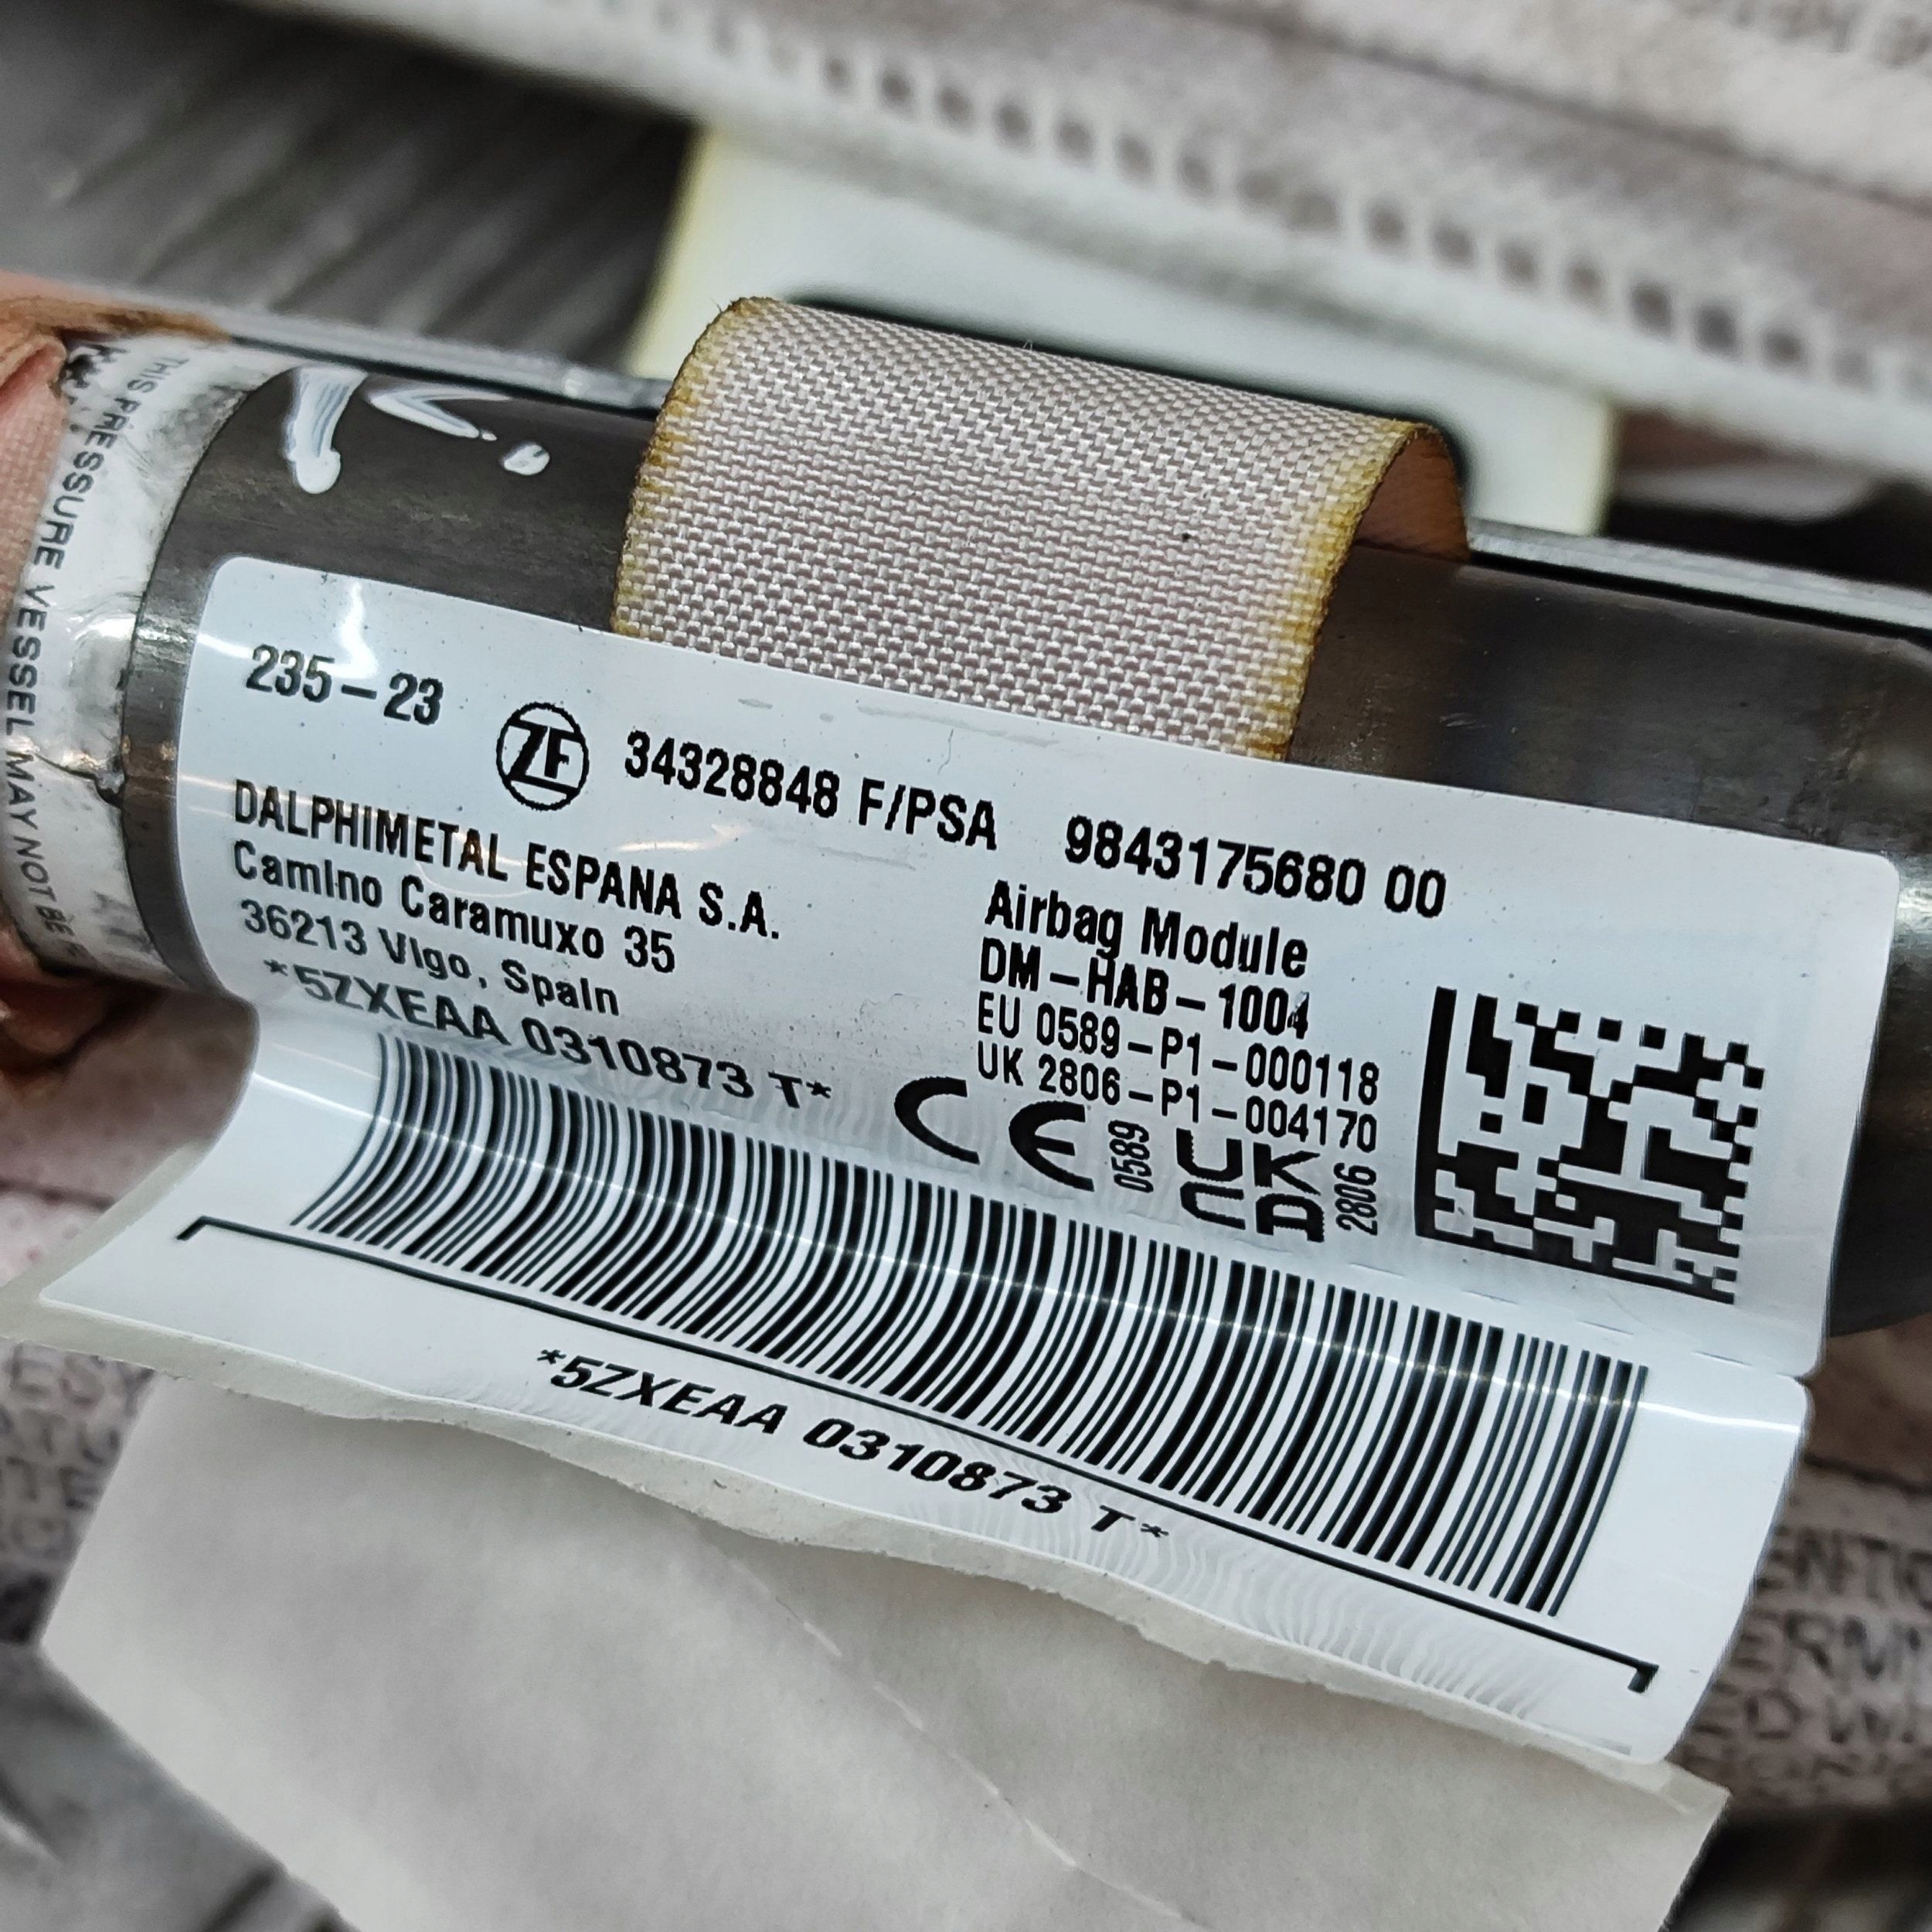 THIS PRESSURE VESSEL MAY NOT BE
235-23
ZF
34328848 F/PSA 9843175680 00
DALPHIMETAL ESPANA S.A.
Camino Caramuxo 35
36213 Vigo, Spain
*5ZXEAA 0310873 T*
Airbag Module
DM-HAB-1004
EU 0589-P1-000118
UK 2806-P1-004170
CE 0589
UK
CA
2806
*5ZXEAA 0310873 T*